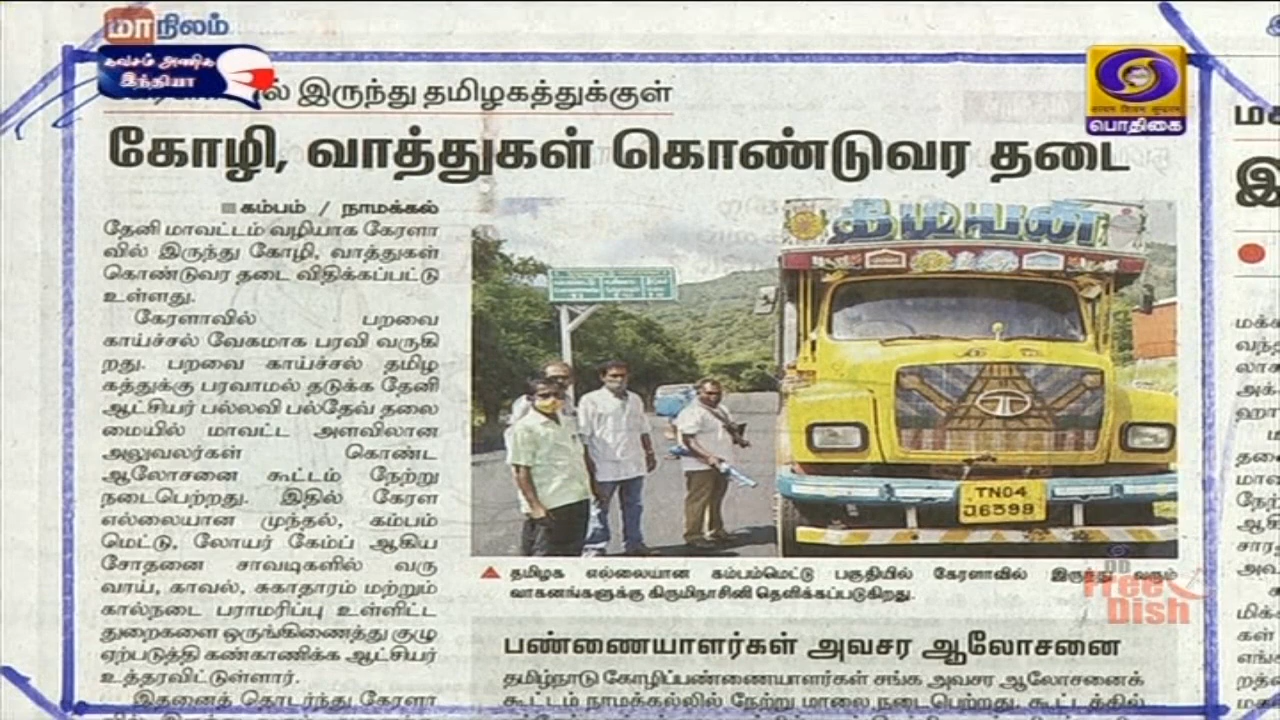 மாநிலம்
கவசம் அணிக
இந்தியா
பொதிகை
இருந்து தமிழகத்துக்குள்
கோழி, வாத்துகள் கொண்டுவர தடை
கம்பம் / நாமக்கல்
தேனி மாவட்டம் வழியாக கேரளா
வில் இருந்து கோழி, வாத்துகள்
கொண்டுவர தடை விதிக்கப்பட்டு
உள்ளது.
கேரளாவில் பறவை
காய்ச்சல் வேகமாக பரவி வருகி
றது. பறவை காய்ச்சல் தமிழ
கத்துக்கு பரவாமல் தடுக்க தேனி
ஆட்சியர் பல்லவி பல்தேவ் தலை
மையில் மாவட்ட அளவிலான
அலுவலர்கள் கொண்ட
ஆலோசனை கூட்டம் நேற்று
நடைபெற்றது. இதில் கேரள
எல்லையான முந்தல், கம்பம்
மெட்டு, லோயர் கேம்ப் ஆகிய
சோதனை சாவடிகளில் வரு
வாய், காவல், சுகாதாரம் மற்றும்
கால்நடை பராமரிப்பு உள்ளிட்ட
துறைகளை ஒருங்கிணைத்து குழு
ஏற்படுத்தி கண்காணிக்க ஆட்சியர்
உத்தரவிட்டுள்ளார்.
இதனைத் தொடர்ந்து கேரளா
TN04
தமிழக எல்லையான கம்பம்மெட்டு பகுதியில் கேரளாவில் இருந்து வரும்
வாகனங்களுக்கு கிருமிநாசினி தெளிக்கப்படுகிறது.
DD
Free
Dish
பண்ணையாளர்கள் அவசர ஆலோசனை
தமிழ்நாடு கோழிப்பண்ணையாளர்கள் சங்க அவசர ஆலோசனைக்
கூட்டம் நாமக்கல்லில் நேற்று மாலை நடைபெற்றது. கூட்டத்தில்